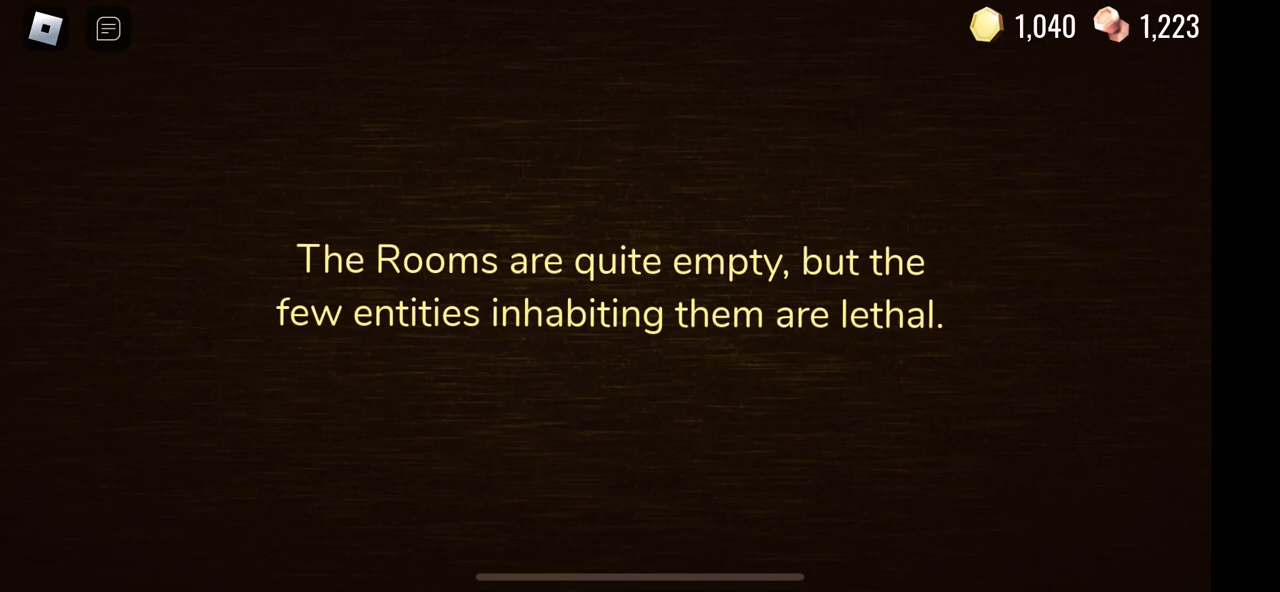 1,040 1,223
The Rooms are quite empty, but the
few entities inhabiting them are lethal.